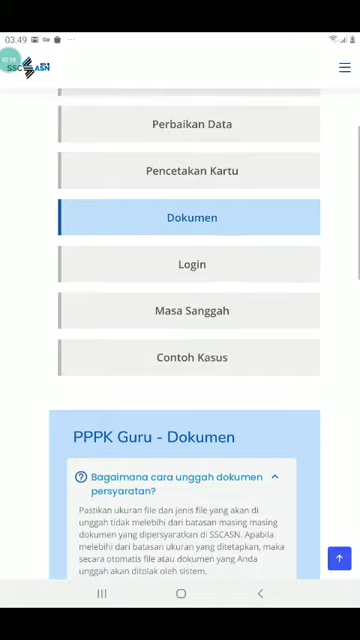 03:49
03:19
SSCASN
Perbaikan Data
Pencetakan Kartu
Dokumen
Login
Masa Sanggah
Contoh Kasus
PPPK Guru - Dokumen
Bagaimana cara unggah dokumen
persyaratan?
Pastikan ukuran file dan jenis file yang akan di
unggah tidak melebihi dari batasan masing masing
dokumen yang dipersyaratkan di SSCASN. Apabila
melebihi dari batasan ukuran yang ditetapkan, maka
secara otomatis file atau dokumen yang Anda
unggah akan ditolak oleh sistem.